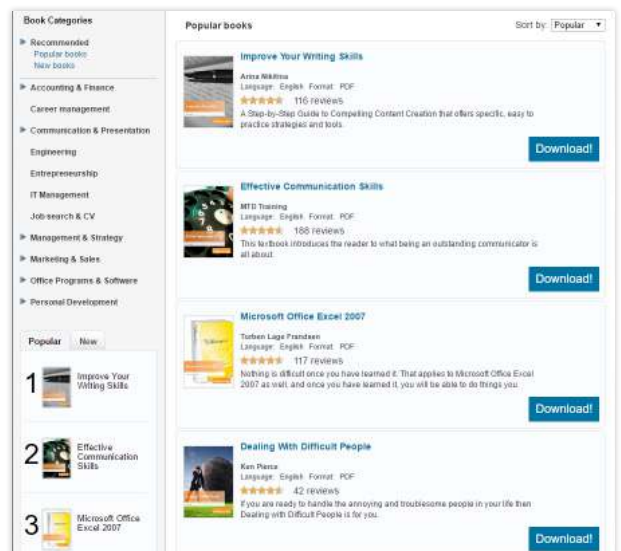 Book Categories
Recommended
Popular books
New books
Accounting & Finance
Career management
Communication & Presentation
Engineering
Entrepreneurship
IT Management
Job search & CV
Management & Strategy
Marketing & Sales
Office Programs & Software
Personal Development
Popular New
1 Improve Your
Writing Skills
2 Effective
Communication
Skills
3 Microsoft Office
Excel 2007
Popular books Sort by: Popular
Improve Your Writing Skills
Arina Nikitina
Language: English Format: PDF
116 reviews
A Step-by-Step Guide to Compelling Content Creation that offers specific, easy to
practice strategies and tools.
Download!
Effective Communication Skills
MTD Training
Language: English Format: PDF
188 reviews
This textbook introduces the reader to what being an outstanding communicator is
all about.
Download!
Microsoft Office Excel 2007
Torben Lage Frandsen
Language: English Format: PDF
117 reviews
Nothing is difficult once you have learned it. That applies to Microsoft Office Excel
2007 as well, and once you have learned it, you will be able to do things you
Download!
Dealing With Difficult People
Ken Pierce
Language: English Format: PDF
42 reviews
If you are ready to handle the annoying and troublesome people in your life then
Dealing with Difficult People is for you.
Download!